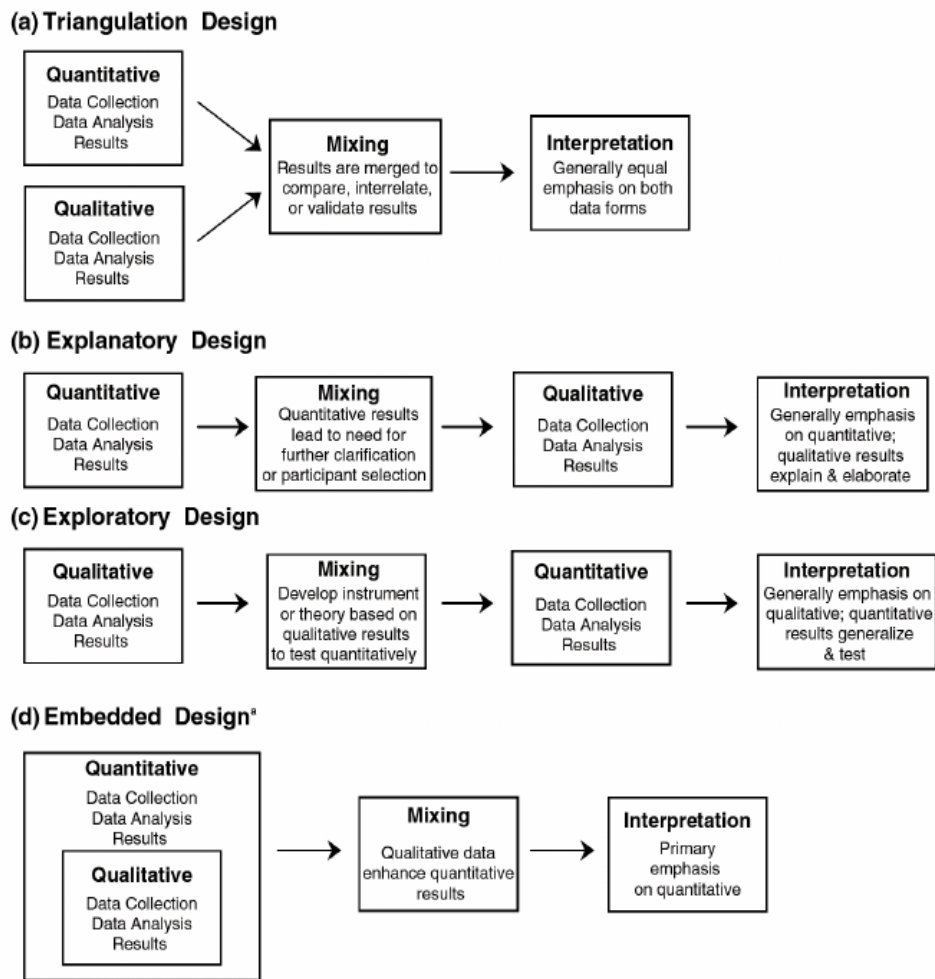 (a) Triangulation Design
Quantitative
Data Collection
Data Analysis
Results
Qualitative
Data Collection
Data Analysis
Results
Mixing
Results are merged to
compare, interrelate,
or validate results
Interpretation
Generally equal
emphasis on both
data forms
(b) Explanatory Design
Quantitative
Data Collection
Data Analysis
Results
Mixing
Quantitative results
lead to need for
further clarification
or participant selection
Qualitative
Data Collection
Data Analysis
Results
Interpretation
Generally emphasis
on quantitative;
qualitative results
explain & elaborate
(c) Exploratory Design
Qualitative
Data Collection
Data Analysis
Results
Mixing
Develop instrument
or theory based on
qualitative results
to test quantitatively
Quantitative
Data Collection
Data Analysis
Results
Interpretation
Generally emphasis on
qualitative; quantitative
results generalize
& test
(d) Embedded Designª
Quantitative
Data Collection
Data Analysis
Results
Qualitative
Data Collection
Data Analysis
Results
Mixing
Qualitative data
enhance quantitative
results
Interpretation
Primary
emphasis
on quantitative